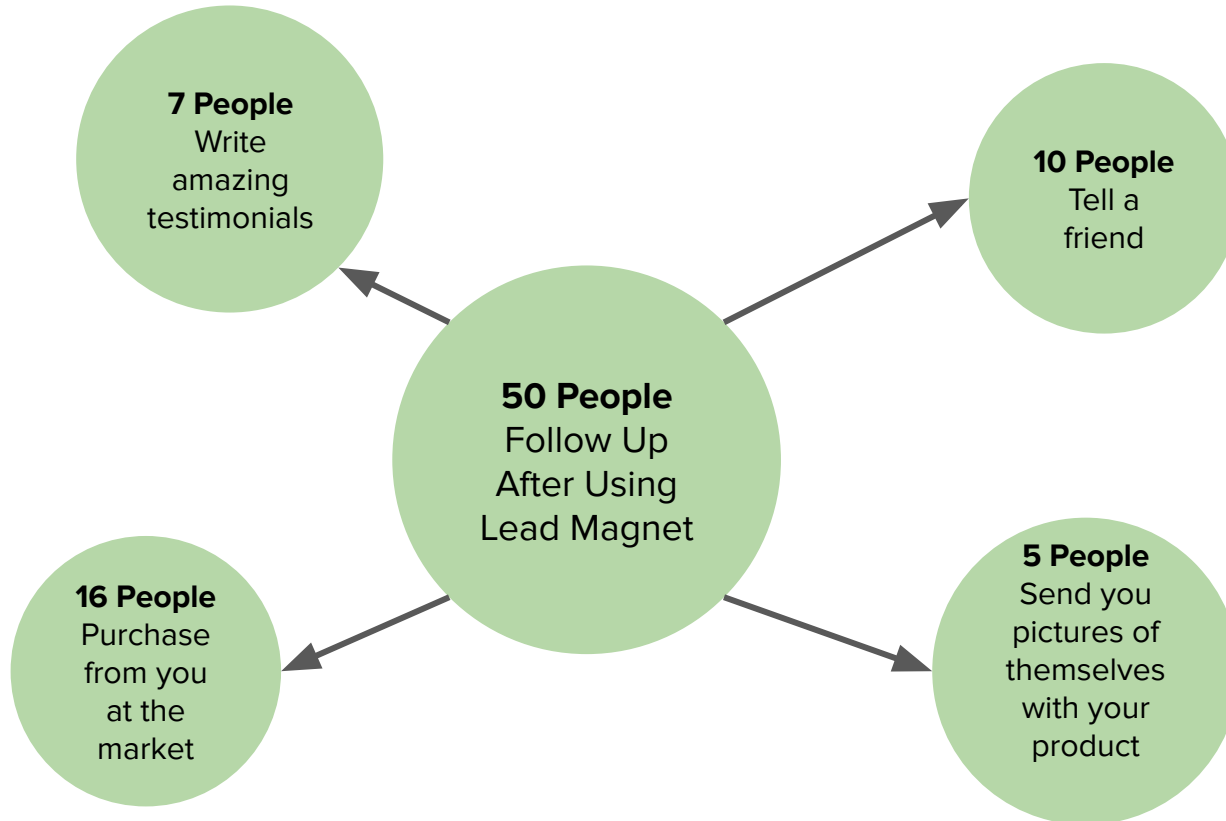 7 People
Write
amazing
testimonials
10 People
Tell a
friend
50 People
Follow Up
After Using
Lead Magnet
16 People
Purchase
from you
at the
market
5 People
Send you
pictures of
themselves
with your
product